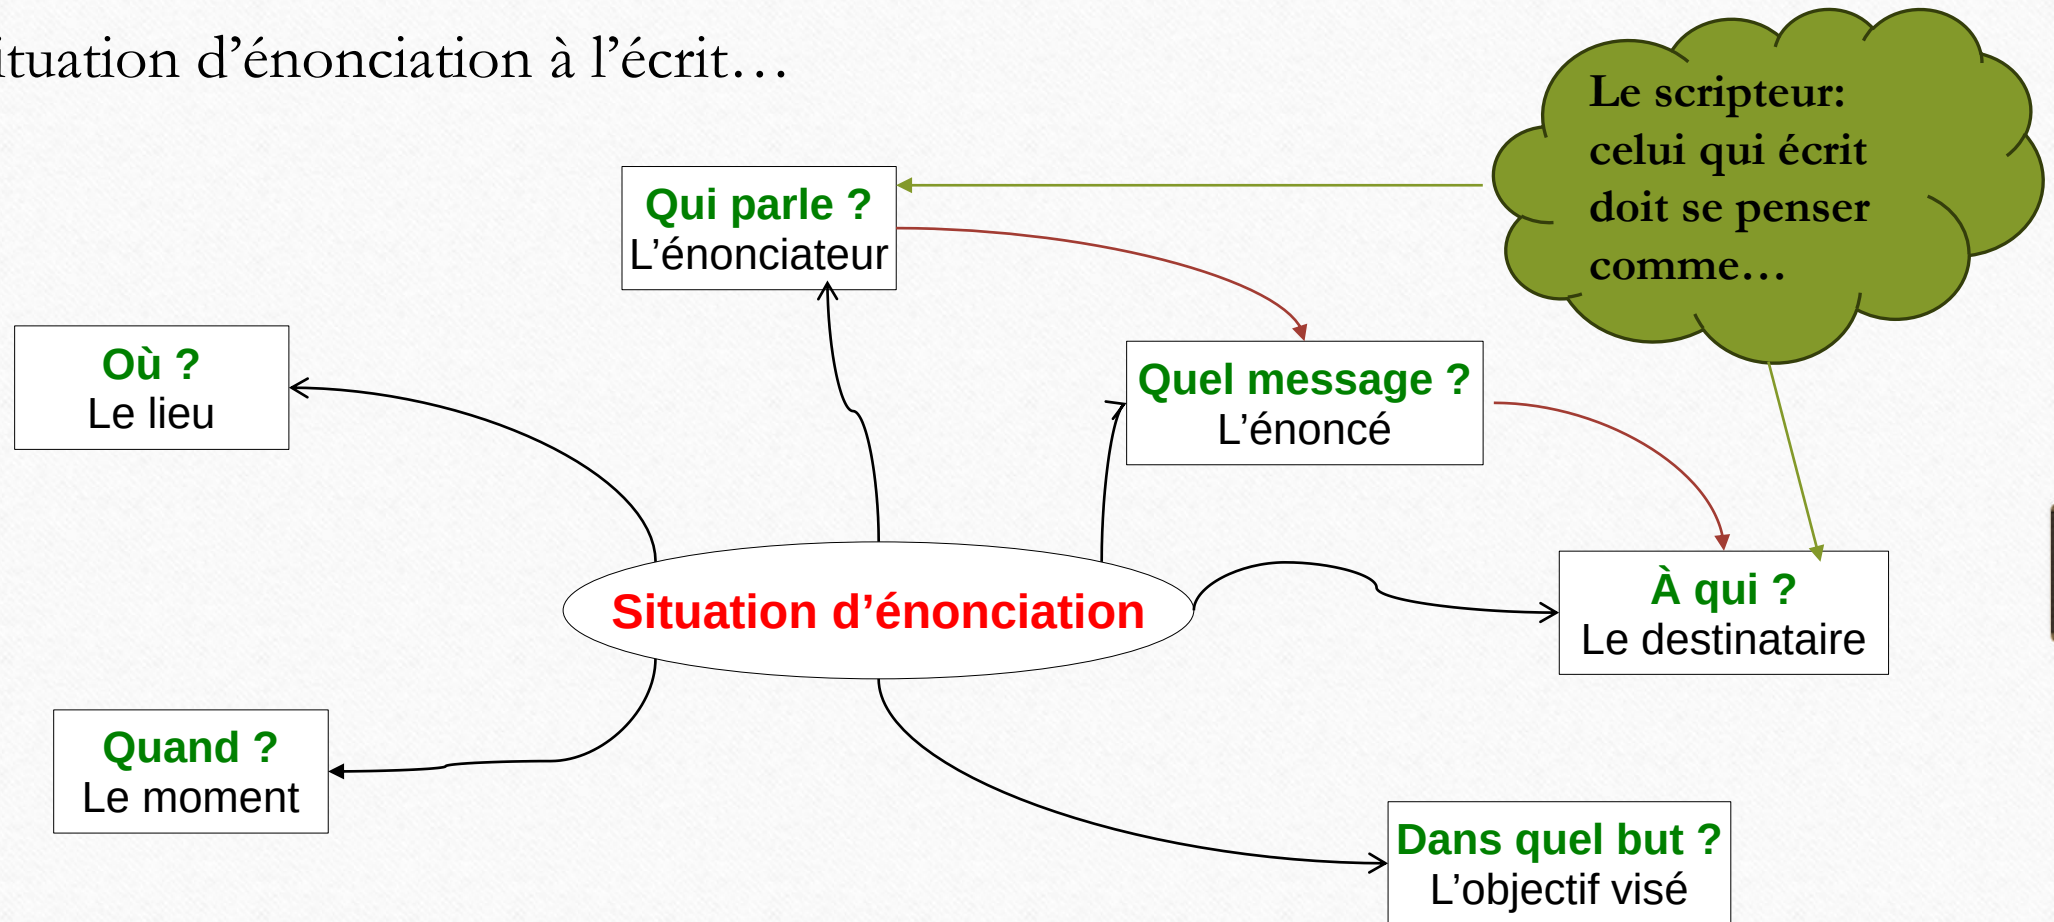 ituation d’énonciation à l’écrit…
Le scripteur:
celui qui écrit
doit se penser
comme…
Qui parle ?
L’énonciateur
Où ?
Le lieu
Quel message ?
L’énoncé
Situation d’énonciation
À qui ?
Le destinataire
Quand ?
Le moment
Dans quel but ?
L’objectif visé